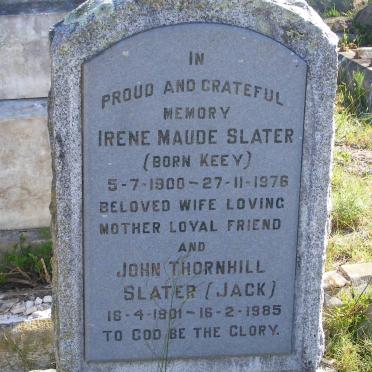 IN
PROUD AND GRATEFUL
MEMORY
IRENE MAUDE SLATER
(BORN KEEY)
5-7-1900-27-11-1976
BELOVED WIFE LOVING
MOTHER LOYAL FRIEND
AND
JOHN THORNHILL
SLATER (JACK)
16-4-1901-16-2-1985
TO GOD BE THE GLORY.